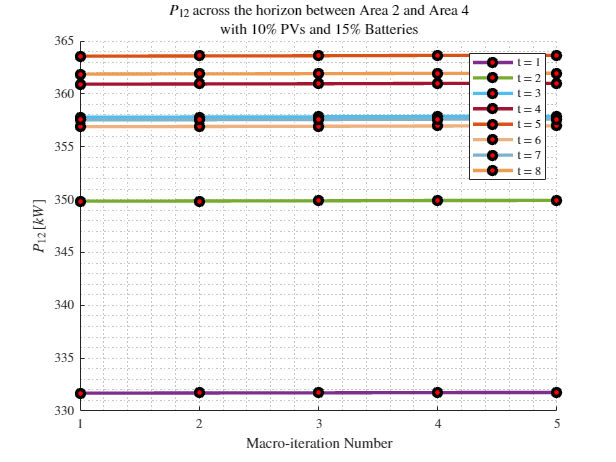 P12 across the horizon between Area 2 and Area 4
with 10% PVs and 15% Batteries
365
360
355
350
345
340
335
330
P12 [kW]
1 2 3 4 5
Macro-iteration Number
t = 1
t = 2
t = 3
t = 4
t = 5
t = 6
t = 7
t = 8